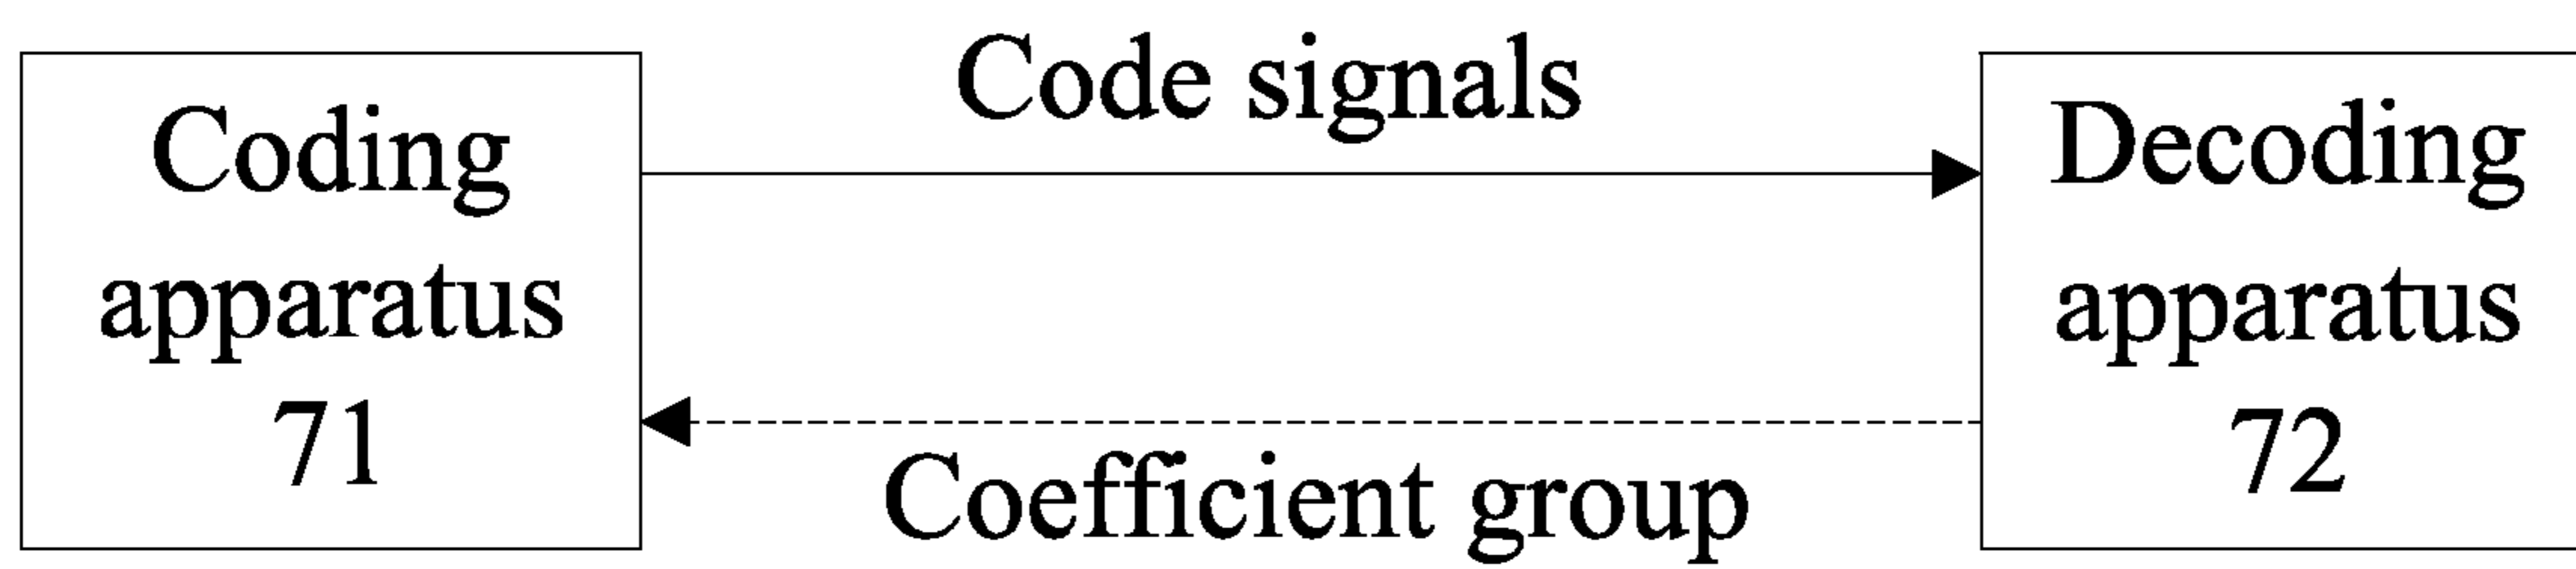 Coding
apparatus
71
Code signals
Coefficient group
Decoding
apparatus
72